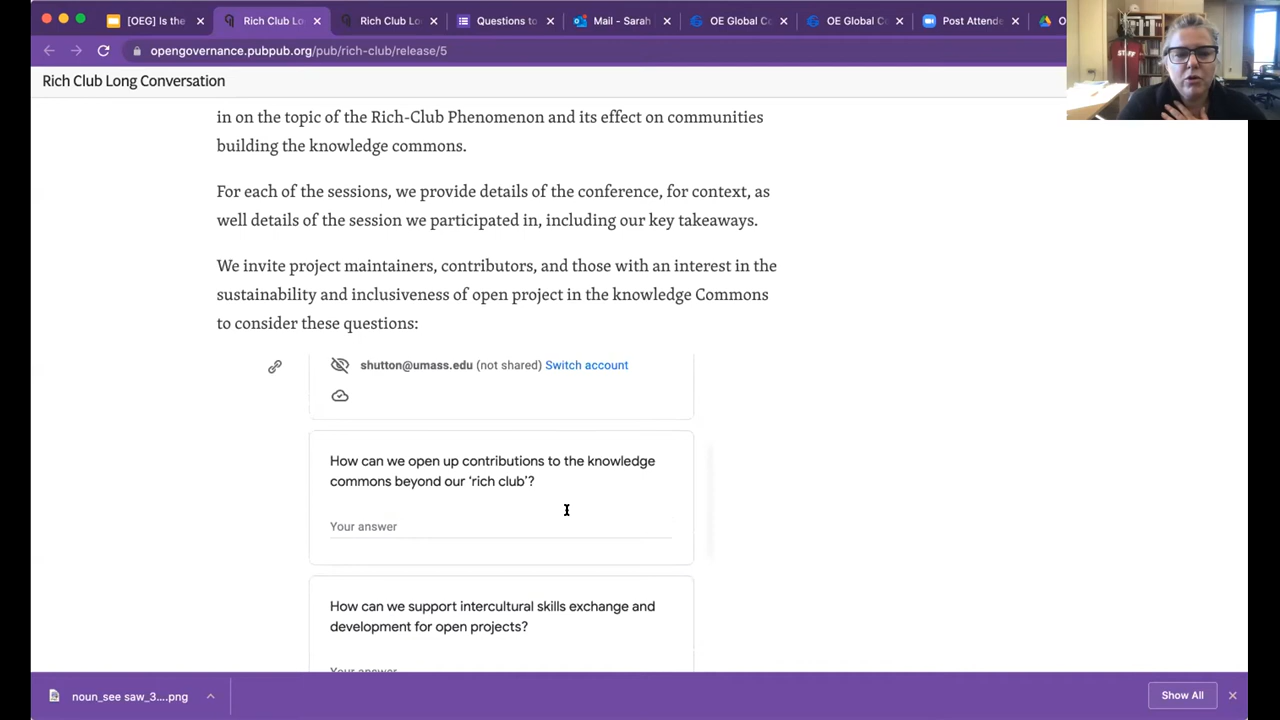 [OEG] Is the
Rich Club Lon
Rich Club Lo
Questions to
Mail - Sarah
OE Global C
OE Global Co
Post Attende
opengovernance.pubpub.org/pub/rich-club/release/5
Rich Club Long Conversation
STAFF
in on the topic of the Rich-Club Phenomenon and its effect on communities
building the knowledge commons.
For each of the sessions, we provide details of the conference, for context, as
well details of the session we participated in, including our key takeaways.
We invite project maintainers, contributors, and those with an interest in the
sustainability and inclusiveness of open project in the knowledge Commons
to consider these questions:
shutton@umass.edu (not shared) Switch account
How can we open up contributions to the knowledge
commons beyond our ‘rich club’?
Your answer
How can we support intercultural skills exchange and
development for open projects?
Your answer
noun_see saw_3....png
Show All